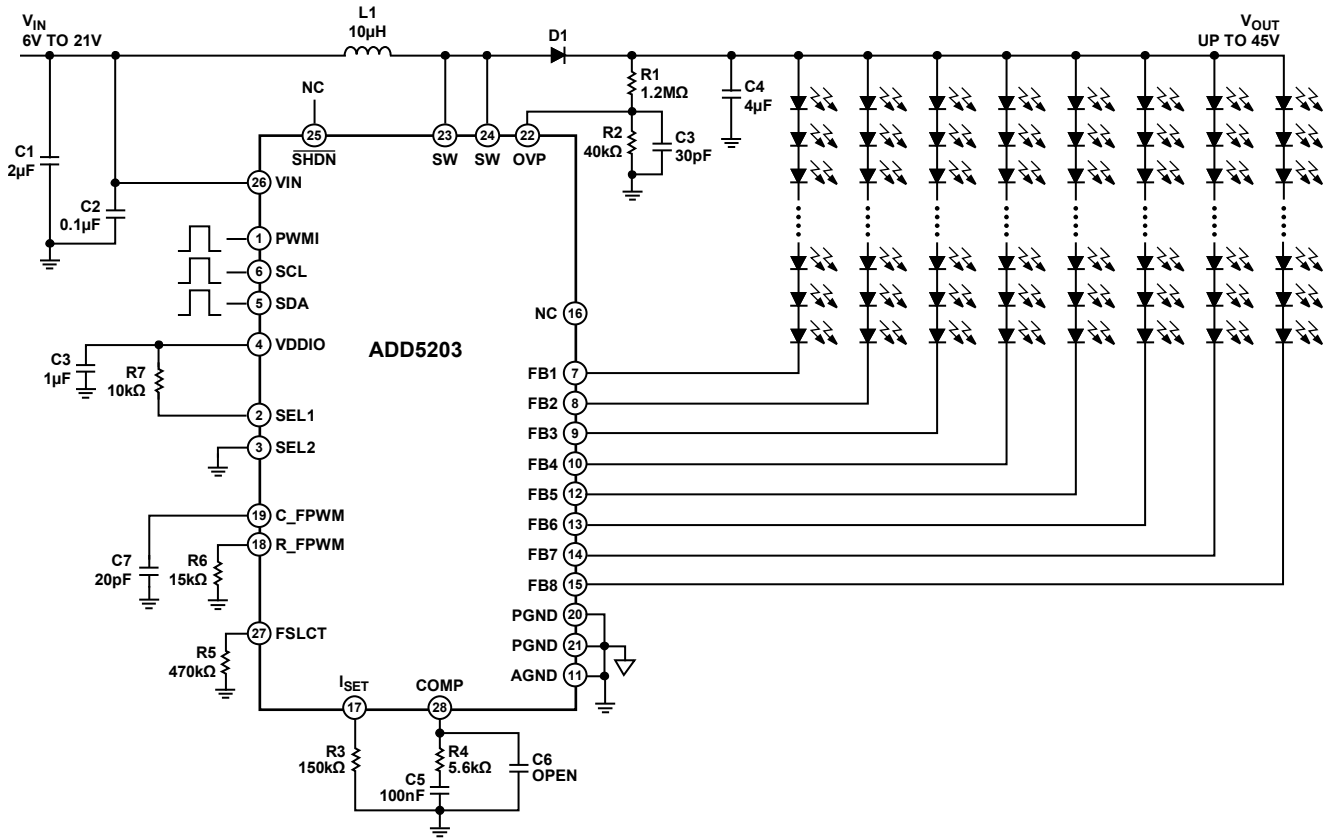 VIN
6V TO 21V
L1
10µH
D1
VOUT
UP TO 45V
NC
R1
1.2MΩ
C4
4µF
25
23
24
22
SHDN
SW
SW
OVP
R2
40kΩ
C3
30pF
C1
2µF
26
VIN
C2
0.1µF
1
PWMI
6
SCL
5
SDA
NC
16
4
VDDIO
ADD5203
C3
1µF
R7
10kΩ
FB1
7
FB2
8
2
SEL1
FB3
9
3
SEL2
FB4
10
FB5
12
19
C_FPWM
FB6
13
18
R_FPWM
FB7
14
C7
20pF
R6
15kΩ
FB8
15
PGND
20
27
FSLCT
PGND
21
R5
470kΩ
AGND
11
ISET
COMP
17
28
R3
150kΩ
R4
5.6kΩ
C6
OPEN
C5
100nF